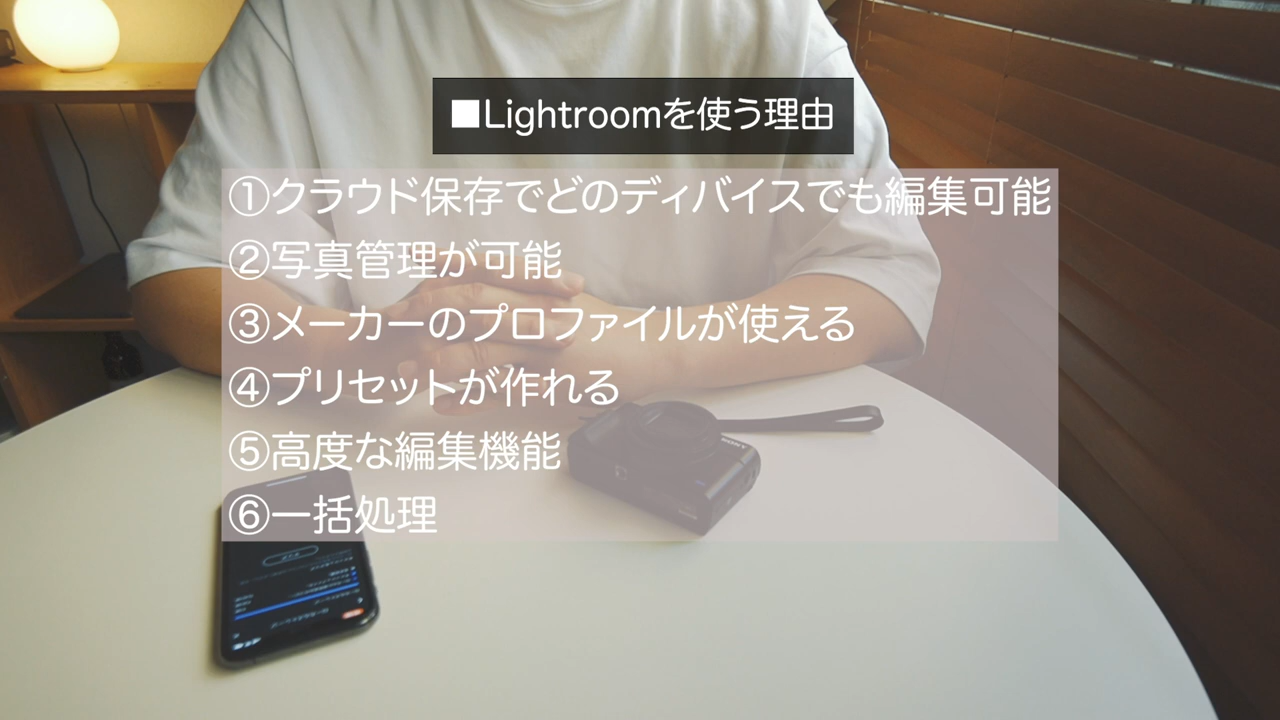 ■Lightroomを使う理由
①クラウド保存でどのディバイスでも編集可能
②写真管理が可能
③メーカーのプロファイルが使える
④プリセットが作れる
⑤高度な編集機能
⑥一括処理
SONY